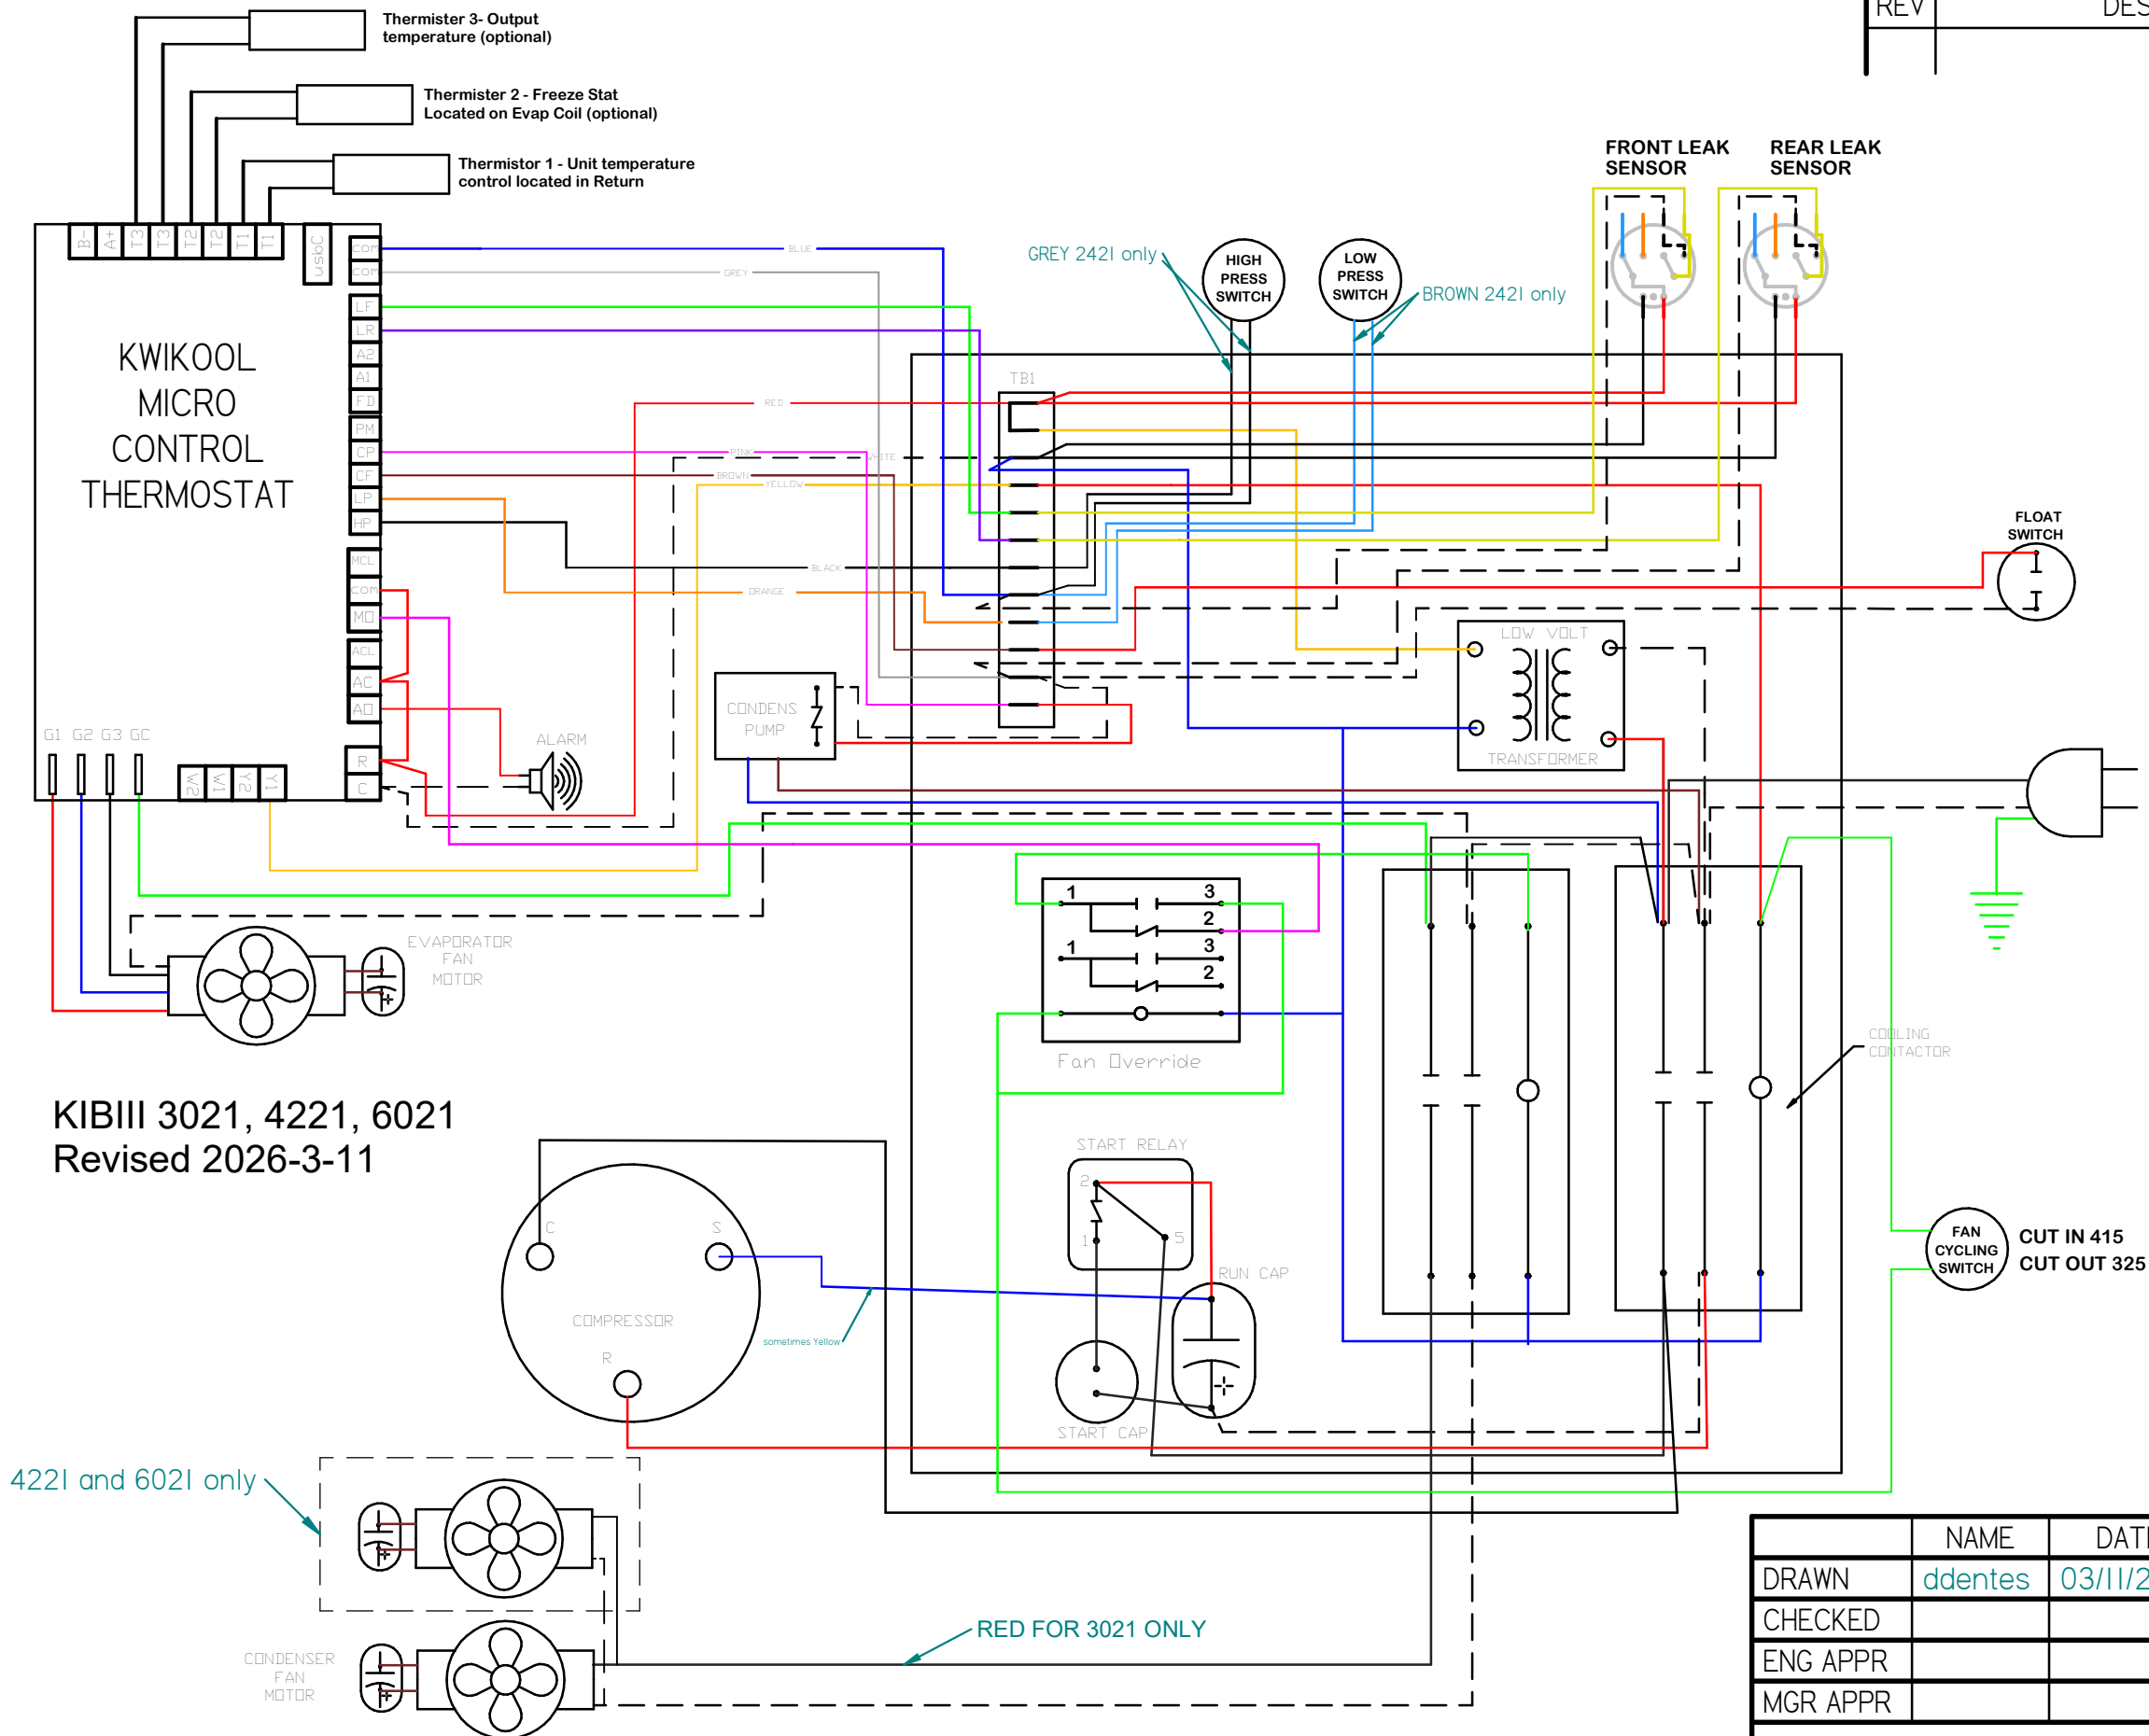 REV
DES
Thermister 3- Output
temperature (optional)
Thermister 2 - Freeze Stat
Located on Evap Coil (optional)
Thermistor 1 - Unit temperature
control located in Return
FRONT LEAK
SENSOR
REAR LEAK
SENSOR
B-
A+
T3
T3
T2
T2
T1
T1
usbC
COM
COM
LF
LR
A2
A1
FD
PM
CP
CF
LP
HP
MCL
COM
MO
ACL
AC
AO
R
C
KWIKOOL
MICRO
CONTROL
THERMOSTAT
G1
G2
G3
GC
W2
W1
Y2
Y1
BLUE
GREY
RED
PINK
WHITE
BROWN
YELLOW
BLACK
ORANGE
GREY 2421 only
HIGH
PRESS
SWITCH
LOW
PRESS
SWITCH
BROWN 2421 only
TB1
FLOAT
SWITCH
LOW VOLT
TRANSFORMER
CONDENS
PUMP
ALARM
EVAPORATOR
FAN
MOTOR
1
3
2
1
3
2
Fan Override
COOLING
CONTACTOR
KIBIII 3021, 4221, 6021
Revised 2026-3-11
START RELAY
2
1
5
RUN CAP
START CAP
C
S
COMPRESSOR
R
sometimes Yellow
FAN
CYCLING
SWITCH
CUT IN 415
CUT OUT 325
4221 and 6021 only
RED FOR 3021 ONLY
CONDENSER
FAN
MOTOR
NAME
DATE
DRAWN
ddentes
03/11/2
CHECKED
ENG APPR
MGR APPR